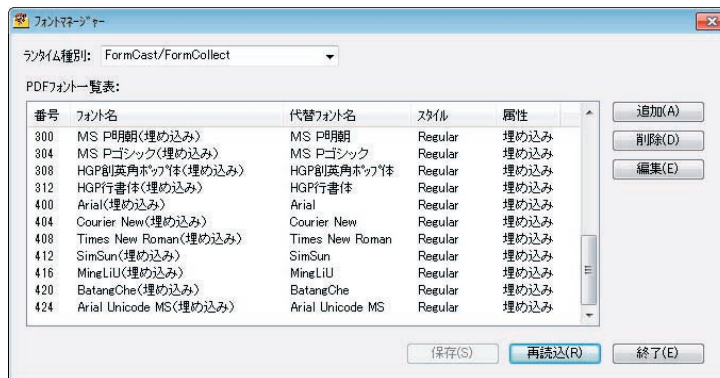 フォントマネージャー
ランタイム種別: FormCast/FormCollect
PDFフォント一覧表:
番号 フォント名 代替フォント名 スタイル 属性
300 MS P明朝(埋め込み) MS P明朝 Regular 埋め込み
304 MS Pゴシック(埋め込み) MS Pゴシック Regular 埋め込み
308 HGP創英角ポップ体(埋め込み) HGP創英角ポップ体 Regular 埋め込み
312 HGP行書体(埋め込み) HGP行書体 Regular 埋め込み
400 Arial(埋め込み) Arial Regular 埋め込み
404 Courier New(埋め込み) Courier New Regular 埋め込み
408 Times New Roman(埋め込み) Times New Roman Regular 埋め込み
412 SimSun(埋め込み) SimSun Regular 埋め込み
416 MingLiU(埋め込み) MingLiU Regular 埋め込み
420 BatangChe(埋め込み) BatangChe Regular 埋め込み
424 Arial Unicode MS(埋め込み) Arial Unicode MS Regular 埋め込み
追加(A)
削除(D)
編集(E)
保存(S) 再読込(R) 終了(E)